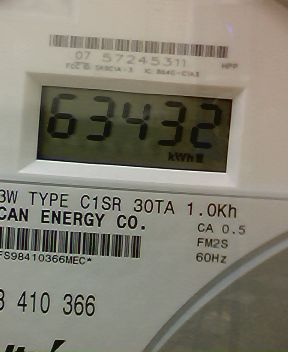 07 57245311
HPP
63432
kWh
3W TYPE C1SR 30TA 1.0Kh
CAN ENERGY CO.
CA 0.5
FM2S
60Hz
FS98410366MEC*
410 366